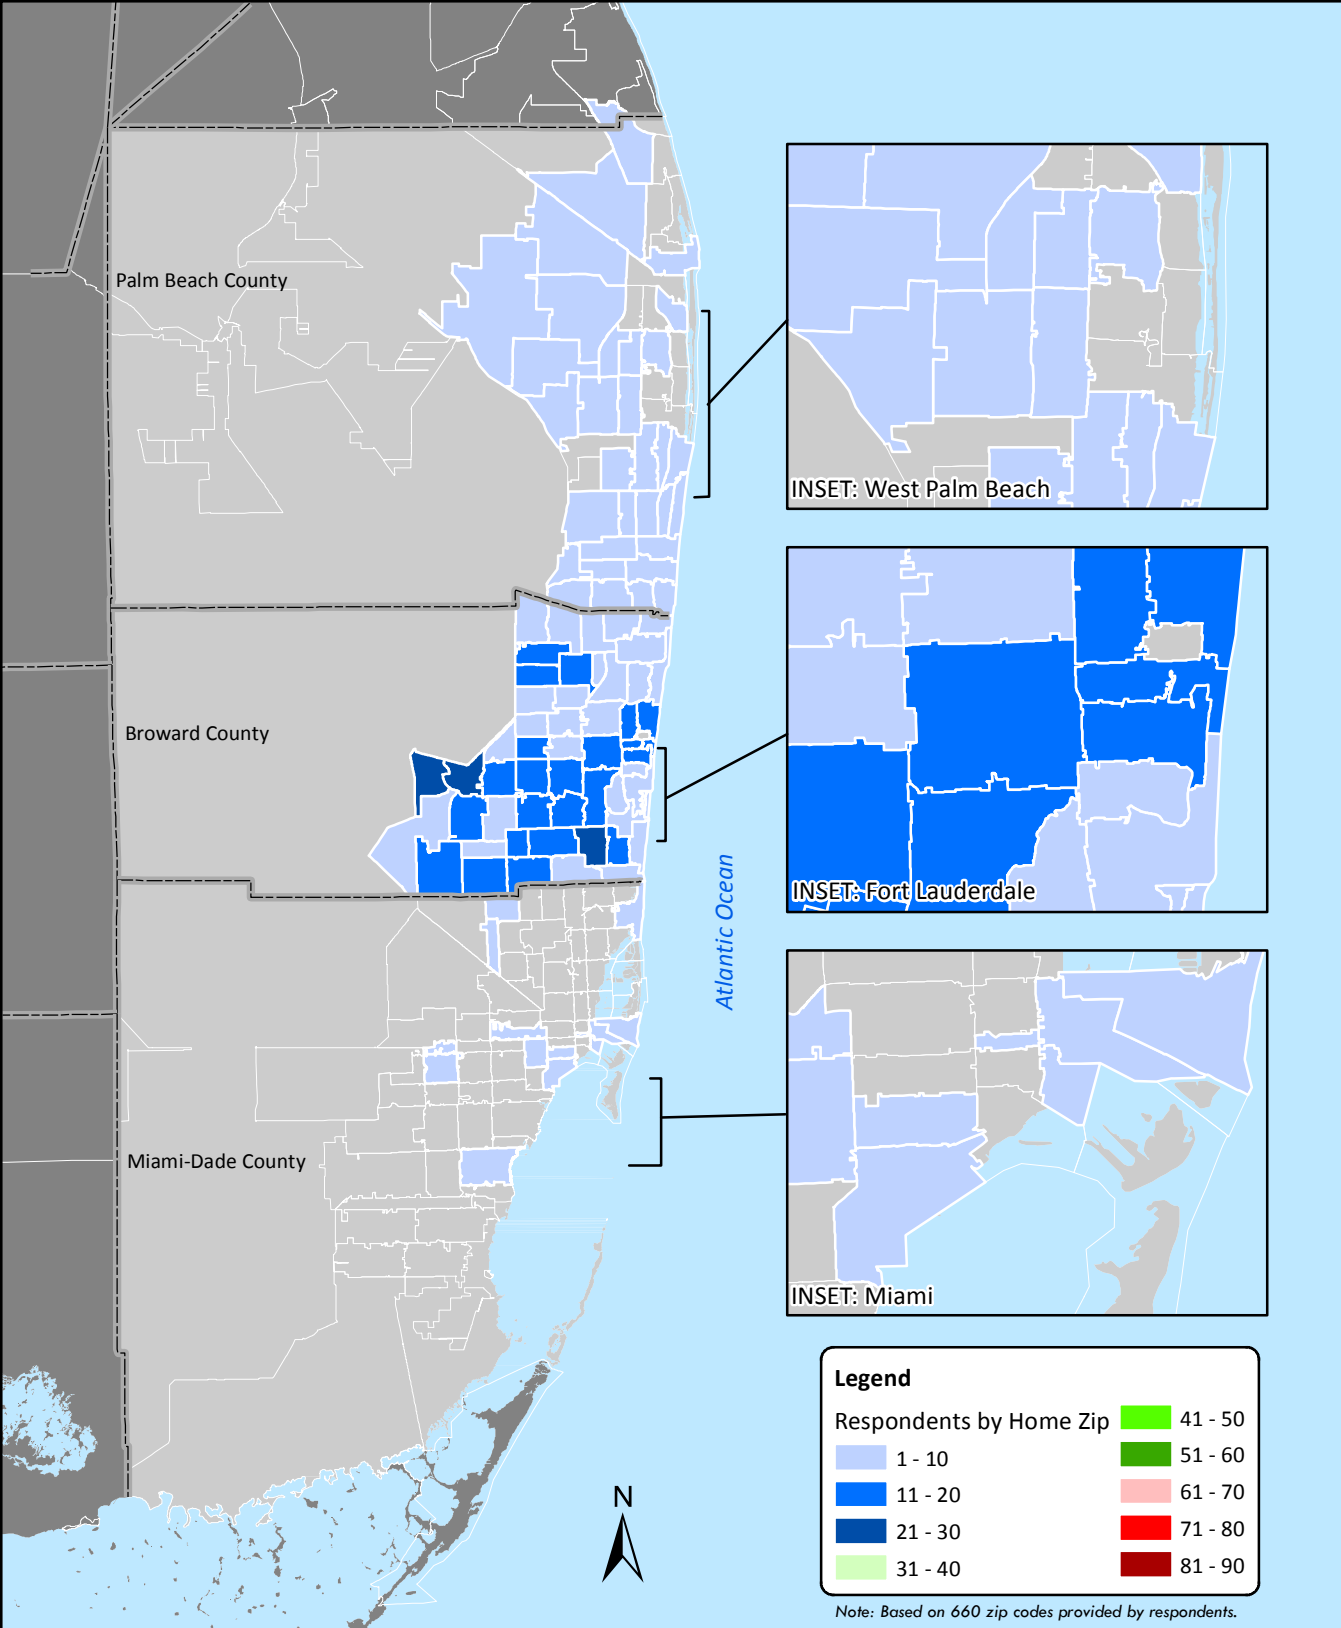 Palm Beach County
INSET: West Palm Beach
Broward County
INSET: Fort Lauderdale
Atlantic Ocean
Miami-Dade County
INSET: Miami
Legend
Respondents by Home Zip
1 - 10
11 - 20
21 - 30
31 - 40
41 - 50
51 - 60
61 - 70
71 - 80
81 - 90
N
Note: Based on 660 zip codes provided by respondents.